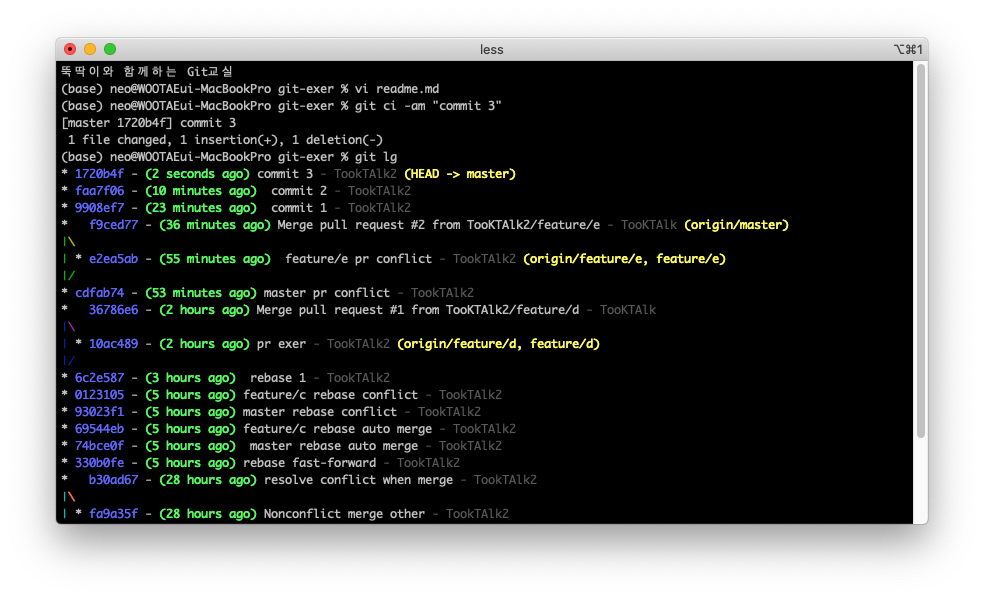 less
⌥⌘1
뚝딱이와 함께하는 Git교실
(base) neo@WOOTAEui-MacBookPro git-exer % vi readme.md
(base) neo@WOOTAEui-MacBookPro git-exer % git ci -am "commit 3"
[master 1720b4f] commit 3
 1 file changed, 1 insertion(+), 1 deletion(-)
(base) neo@WOOTAEui-MacBookPro git-exer % git lg
* 1720b4f - (2 seconds ago) commit 3 - TookTAlk2 (HEAD -> master)
* faa7f06 - (10 minutes ago)  commit 2 - TookTAlk2
* 9908ef7 - (23 minutes ago)  commit 1 - TookTAlk2
*   f9ced77 - (36 minutes ago) Merge pull request #2 from TooKTAlk2/feature/e - TooKTAlk (origin/master)
|\
| * e2ea5ab - (55 minutes ago)  feature/e pr conflict - TookTAlk2 (origin/feature/e, feature/e)
|/
* cdfab74 - (53 minutes ago) master pr conflict - TookTAlk2
*   36786e6 - (2 hours ago) Merge pull request #1 from TooKTAlk2/feature/d - TooKTAlk
|\
| * 10ac489 - (2 hours ago) pr exer - TookTAlk2 (origin/feature/d, feature/d)
|/
* 6c2e587 - (3 hours ago)  rebase 1 - TookTAlk2
* 0123105 - (5 hours ago) feature/c rebase conflict - TookTAlk2
* 93023f1 - (5 hours ago) master rebase conflict - TookTAlk2
* 69544eb - (5 hours ago) feature/c rebase auto merge - TookTAlk2
* 74bce0f - (5 hours ago)  master rebase auto merge - TookTAlk2
* 330b0fe - (5 hours ago) rebase fast-forward - TookTAlk2
*   b30ad67 - (28 hours ago) resolve conflict when merge - TookTAlk2
|\
| * fa9a35f - (28 hours ago) Nonconflict merge other - TookTAlk2